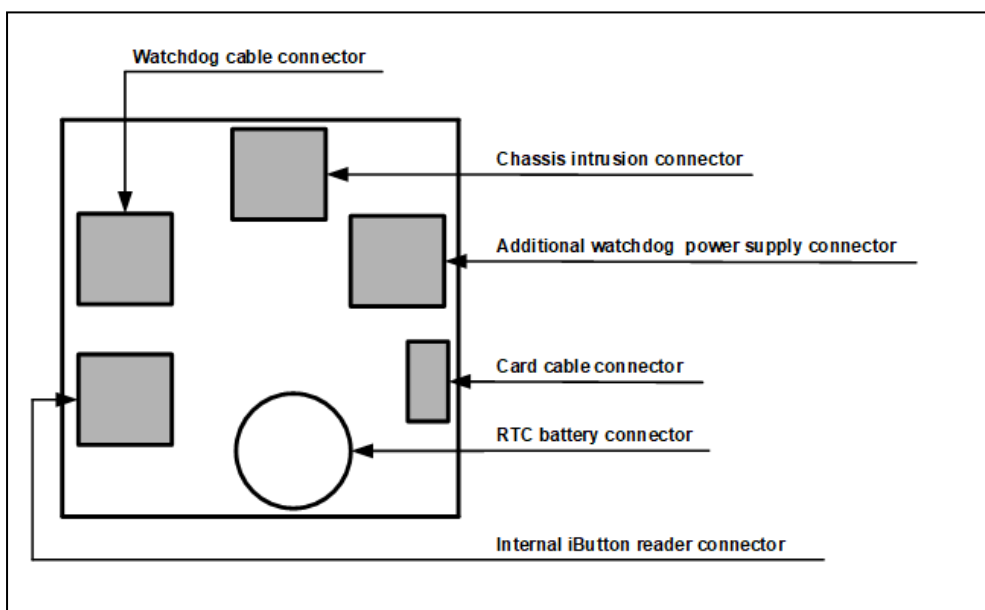 Watchdog cable connector
Chassis intrusion connector
Additional watchdog power supply connector
Card cable connector
RTC battery connector
Internal iButton reader connector